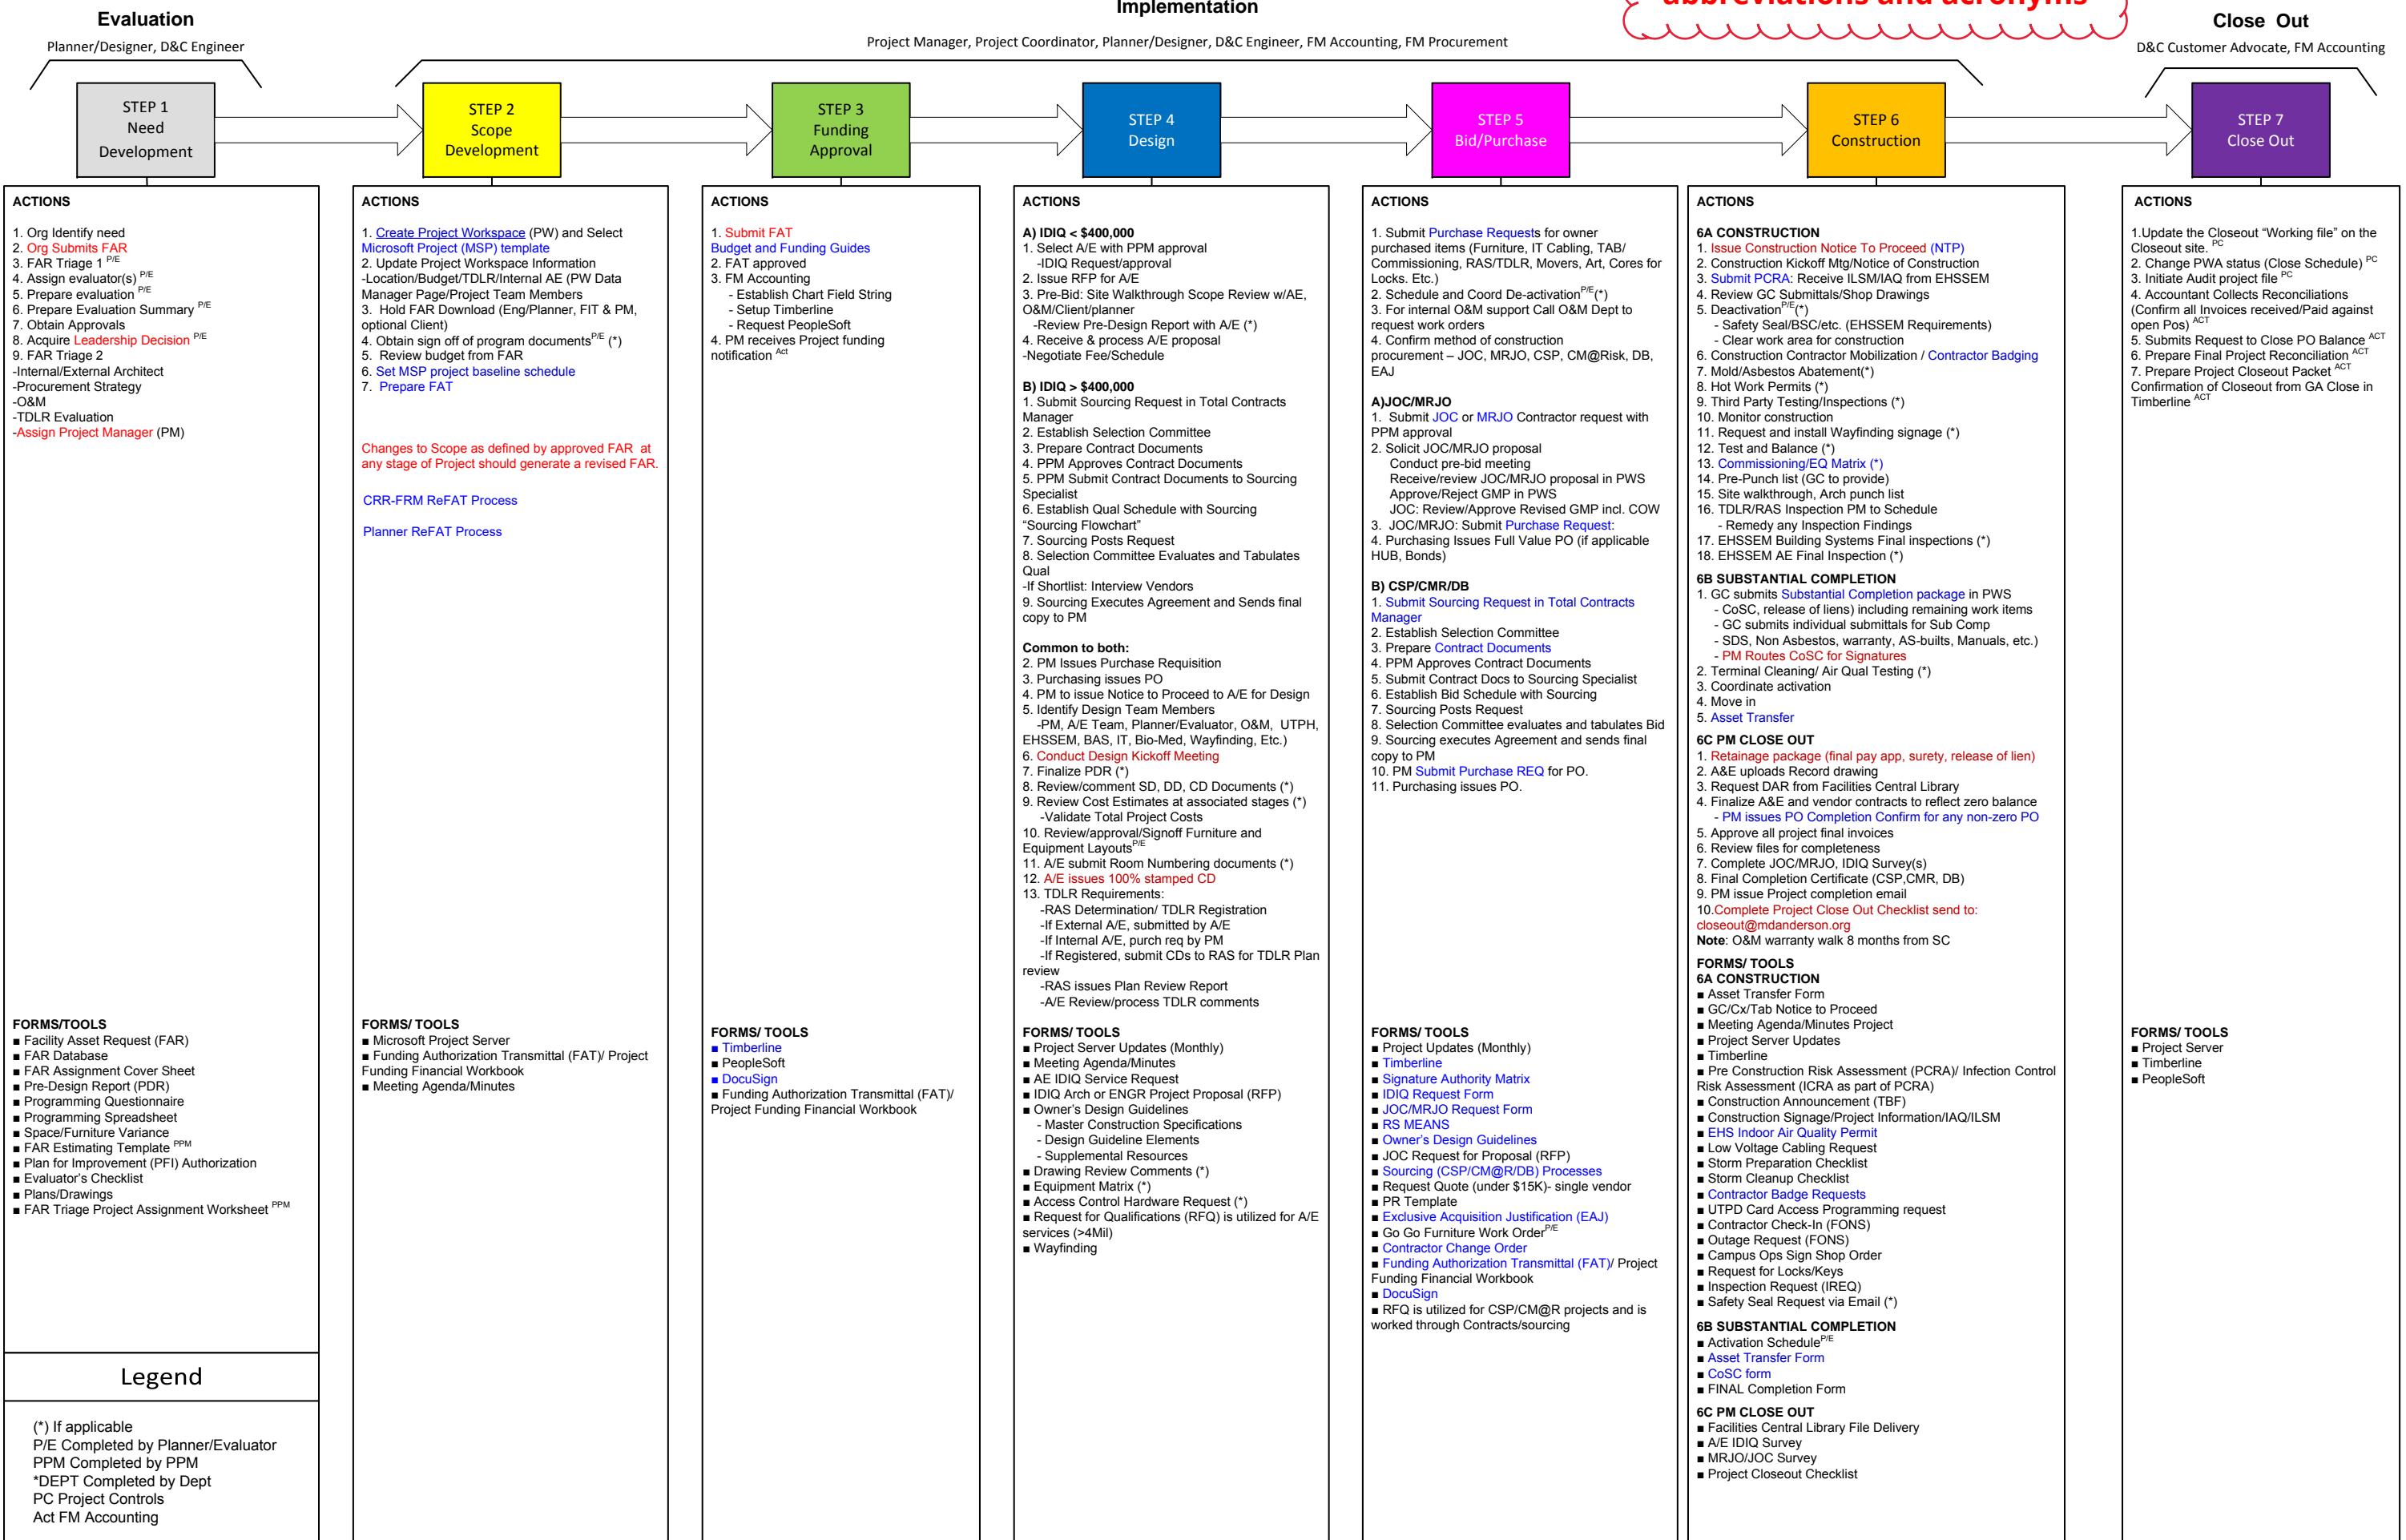 Implementation
abbreviations and acronyms
Evaluation
Planner/Designer, D&C Engineer
Project Manager, Project Coordinator, Planner/Designer, D&C Engineer, FM Accounting, FM Procurement
Close Out
D&C Customer Advocate, FM Accounting
STEP 1
Need
Development
STEP 2
Scope
Development
STEP 3
Funding
Approval
STEP 4
Design
STEP 5
Bid/Purchase
STEP 6
Construction
STEP 7
Close Out
ACTIONS
1. Org Identify need
2. Org Submits FAR
3. FAR Triage 1 P/E
4. Assign evaluator(s) P/E
5. Prepare evaluation P/E
6. Prepare Evaluation Summary P/E
7. Obtain Approvals
8. Acquire Leadership Decision P/E
9. FAR Triage 2
-Internal/External Architect
-Procurement Strategy
-O&M
-TDLR Evaluation
-Assign Project Manager (PM)
FORMS/TOOLS
■ Facility Asset Request (FAR)
■ FAR Database
■ FAR Assignment Cover Sheet
■ Pre-Design Report (PDR)
■ Programming Questionnaire
■ Programming Spreadsheet
■ Space/Furniture Variance
■ FAR Estimating Template PPM
■ Plan for Improvement (PFI) Authorization
■ Evaluator's Checklist
■ Plans/Drawings
■ FAR Triage Project Assignment Worksheet PPM
Legend
(*) If applicable
P/E Completed by Planner/Evaluator
PPM Completed by PPM
*DEPT Completed by Dept
PC Project Controls
Act FM Accounting
ACTIONS
1. Create Project Workspace (PW) and Select
Microsoft Project (MSP) template
2. Update Project Workspace Information
-Location/Budget/TDLR/Internal AE (PW Data
Manager Page/Project Team Members
3. Hold FAR Download (Eng/Planner, FIT & PM,
optional Client)
4. Obtain sign off of program documents P/E (*)
5. Review budget from FAR
6. Set MSP project baseline schedule
7. Prepare FAT
Changes to Scope as defined by approved FAR at
any stage of Project should generate a revised FAR.
CRR-FRM ReFAT Process
Planner ReFAT Process
FORMS/ TOOLS
■ Microsoft Project Server
■ Funding Authorization Transmittal (FAT)/ Project
Funding Financial Workbook
■ Meeting Agenda/Minutes
ACTIONS
1. Submit FAT
Budget and Funding Guides
2. FAT approved
3. FM Accounting
- Establish Chart Field String
- Setup Timberline
- Request PeopleSoft
4. PM receives Project funding
notification Act
FORMS/ TOOLS
■ Timberline
■ PeopleSoft
■ DocuSign
■ Funding Authorization Transmittal (FAT)/
Project Funding Financial Workbook
ACTIONS
A) IDIQ < $400,000
1. Select A/E with PPM approval
-IDIQ Request/approval
2. Issue RFP for A/E
3. Pre-Bid: Site Walkthrough Scope Review w/AE,
O&M/Client/planner
-Review Pre-Design Report with A/E (*)
4. Receive & process A/E proposal
-Negotiate Fee/Schedule
B) IDIQ > $400,000
1. Submit Sourcing Request in Total Contracts
Manager
2. Establish Selection Committee
3. Prepare Contract Documents
4. PPM Approves Contract Documents
5. PPM Submit Contract Documents to Sourcing
Specialist
6. Establish Qual Schedule with Sourcing
"Sourcing Flowchart"
7. Sourcing Posts Request
8. Selection Committee Evaluates and Tabulates
Qual
-If Shortlist: Interview Vendors
9. Sourcing Executes Agreement and Sends final
copy to PM
Common to both:
2. PM Issues Purchase Requisition
3. Purchasing issues PO
4. PM to issue Notice to Proceed to A/E for Design
5. Identify Design Team Members
-PM, A/E Team, Planner/Evaluator, O&M, UTPH,
EHSSEM, BAS, IT, Bio-Med, Wayfinding, Etc.)
6. Conduct Design Kickoff Meeting
7. Finalize PDR (*)
8. Review/comment SD, DD, CD Documents (*)
9. Review Cost Estimates at associated stages (*)
-Validate Total Project Costs
10. Review/approval/Signoff Furniture and
Equipment Layouts P/E
11. A/E submit Room Numbering documents (*)
12. A/E issues 100% stamped CD
13. TDLR Requirements:
-RAS Determination/ TDLR Registration
-If External A/E, submitted by A/E
-If Internal A/E, purch req by PM
-If Registered, submit CDs to RAS for TDLR Plan
review
-RAS issues Plan Review Report
-A/E Review/process TDLR comments
FORMS/ TOOLS
■ Project Server Updates (Monthly)
■ Meeting Agenda/Minutes
■ AE IDIQ Service Request
■ IDIQ Arch or ENGR Project Proposal (RFP)
■ Owner's Design Guidelines
- Master Construction Specifications
- Design Guideline Elements
- Supplemental Resources
■ Drawing Review Comments (*)
■ Equipment Matrix (*)
■ Access Control Hardware Request (*)
■ Request for Qualifications (RFQ) is utilized for A/E
services (>4Mil)
■ Wayfinding
ACTIONS
1. Submit Purchase Requests for owner
purchased items (Furniture, IT Cabling, TAB/
Commissioning, RAS/TDLR, Movers, Art, Cores for
Locks. Etc.)
2. Schedule and Coord De-activation P/E (*)
3. For internal O&M support Call O&M Dept to
request work orders
4. Confirm method of construction
procurement – JOC, MRJO, CSP, CM@Risk, DB,
EAJ
A)JOC/MRJO
1. Submit JOC or MRJO Contractor request with
PPM approval
2. Solicit JOC/MRJO proposal
Conduct pre-bid meeting
Receive/review JOC/MRJO proposal in PWS
Approve/Reject GMP in PWS
JOC: Review/Approve Revised GMP incl. COW
3. JOC/MRJO: Submit Purchase Request:
4. Purchasing Issues Full Value PO (if applicable
HUB, Bonds)
B) CSP/CMR/DB
1. Submit Sourcing Request in Total Contracts
Manager
2. Establish Selection Committee
3. Prepare Contract Documents
4. PPM Approves Contract Documents
5. Submit Contract Docs to Sourcing Specialist
6. Establish Bid Schedule with Sourcing
7. Sourcing Posts Request
8. Selection Committee evaluates and tabulates Bid
9. Sourcing executes Agreement and sends final
copy to PM
10. PM Submit Purchase REQ for PO.
11. Purchasing issues PO.
FORMS/ TOOLS
■ Project Updates (Monthly)
■ Timberline
■ Signature Authority Matrix
■ IDIQ Request Form
■ JOC/MRJO Request Form
■ RS MEANS
■ Owner's Design Guidelines
■ JOC Request for Proposal (RFP)
■ Sourcing (CSP/CM@R/DB) Processes
■ Request Quote (under $15K)- single vendor
■ PR Template
■ Exclusive Acquisition Justification (EAJ)
■ Go Go Furniture Work Order P/E
■ Contractor Change Order
■ Funding Authorization Transmittal (FAT)/ Project
Funding Financial Workbook
■ DocuSign
■ RFQ is utilized for CSP/CM@R projects and is
worked through Contracts/sourcing
ACTIONS
6A CONSTRUCTION
1. Issue Construction Notice To Proceed (NTP)
2. Construction Kickoff Mtg/Notice of Construction
3. Submit PCRA: Receive ILSM/IAQ from EHSSEM
4. Review GC Submittals/Shop Drawings
5. Deactivation P/E (*)
- Safety Seal/BSC/etc. (EHSSEM Requirements)
- Clear work area for construction
6. Construction Contractor Mobilization / Contractor Badging
7. Mold/Asbestos Abatement(*)
8. Hot Work Permits (*)
9. Third Party Testing/Inspections (*)
10. Monitor construction
11. Request and install Wayfinding signage (*)
12. Test and Balance (*)
13. Commissioning/EQ Matrix (*)
14. Pre-Punch list (GC to provide)
15. Site walkthrough, Arch punch list
16. TDLR/RAS Inspection PM to Schedule
- Remedy any Inspection Findings
17. EHSSEM Building Systems Final inspections (*)
18. EHSSEM AE Final Inspection (*)
6B SUBSTANTIAL COMPLETION
1. GC submits Substantial Completion package in PWS
- CoSC, release of liens) including remaining work items
- GC submits individual submittals for Sub Comp
- SDS, Non Asbestos, warranty, AS-builts, Manuals, etc.)
- PM Routes CoSC for Signatures
2. Terminal Cleaning/ Air Qual Testing (*)
3. Coordinate activation
4. Move in
5. Asset Transfer
6C PM CLOSE OUT
1. Retainage package (final pay app, surety, release of lien)
2. A&E uploads Record drawing
3. Request DAR from Facilities Central Library
4. Finalize A&E and vendor contracts to reflect zero balance
- PM issues PO Completion Confirm for any non-zero PO
5. Approve all project final invoices
6. Review files for completeness
7. Complete JOC/MRJO, IDIQ Survey(s)
8. Final Completion Certificate (CSP,CMR, DB)
9. PM issue Project completion email
10.Complete Project Close Out Checklist send to:
closeout@mdanderson.org
Note: O&M warranty walk 8 months from SC
FORMS/ TOOLS
6A CONSTRUCTION
■ Asset Transfer Form
■ GC/Cx/Tab Notice to Proceed
■ Meeting Agenda/Minutes Project
■ Project Server Updates
■ Timberline
■ Pre Construction Risk Assessment (PCRA)/ Infection Control
Risk Assessment (ICRA as part of PCRA)
■ Construction Announcement (TBF)
■ Construction Signage/Project Information/IAQ/ILSM
■ EHS Indoor Air Quality Permit
■ Low Voltage Cabling Request
■ Storm Preparation Checklist
■ Storm Cleanup Checklist
■ Contractor Badge Requests
■ UTPD Card Access Programming request
■ Contractor Check-In (FONS)
■ Outage Request (FONS)
■ Campus Ops Sign Shop Order
■ Request for Locks/Keys
■ Inspection Request (IREQ)
■ Safety Seal Request via Email (*)
6B SUBSTANTIAL COMPLETION
■ Activation Schedule P/E
■ Asset Transfer Form
■ CoSC form
■ FINAL Completion Form
6C PM CLOSE OUT
■ Facilities Central Library File Delivery
■ A/E IDIQ Survey
■ MRJO/JOC Survey
■ Project Closeout Checklist
ACTIONS
1.Update the Closeout "Working file" on the
Closeout site. PC
2. Change PWA status (Close Schedule) PC
3. Initiate Audit project file PC
4. Accountant Collects Reconciliations
(Confirm all Invoices received/Paid against
open Pos) ACT
5. Submits Request to Close PO Balance ACT
6. Prepare Final Project Reconciliation ACT
7. Prepare Project Closeout Packet ACT
Confirmation of Closeout from GA Close in
Timberline ACT
FORMS/ TOOLS
■ Project Server
■ Timberline
■ PeopleSoft